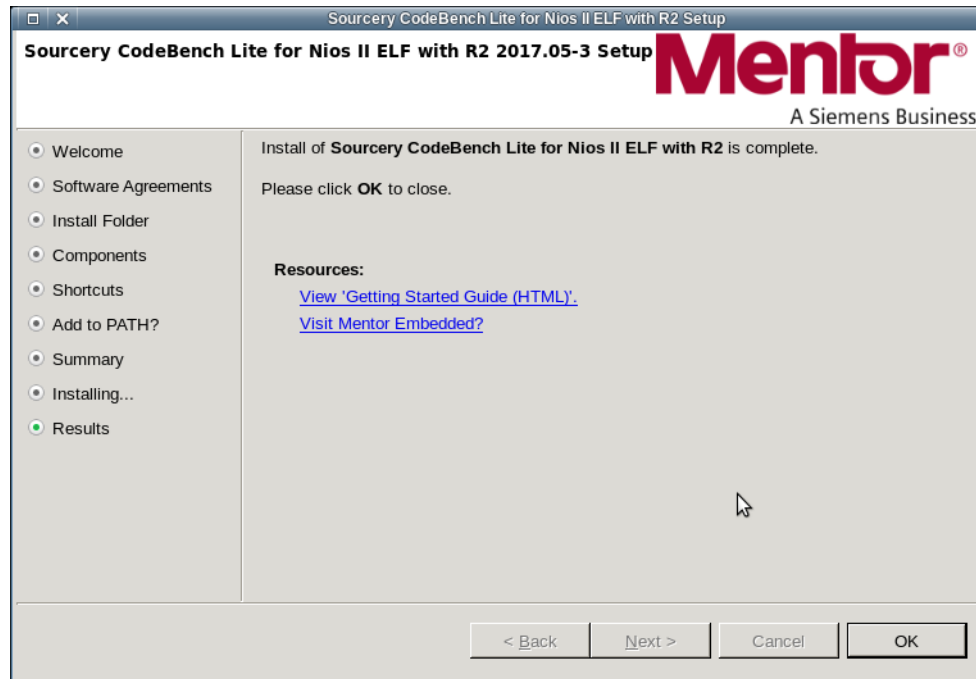 Sourcery CodeBench Lite for Nios II ELF with R2 Setup
Sourcery CodeBench Lite for Nios II ELF with R2 2017.05-3 Setup
Mentor®
A Siemens Business
Welcome
Software Agreements
Install Folder
Components
Shortcuts
Add to PATH?
Summary
Installing...
Results
Install of Sourcery CodeBench Lite for Nios II ELF with R2 is complete.
Please click OK to close.
Resources:
View 'Getting Started Guide (HTML)'.
Visit Mentor Embedded?
< Back
Next >
Cancel
OK